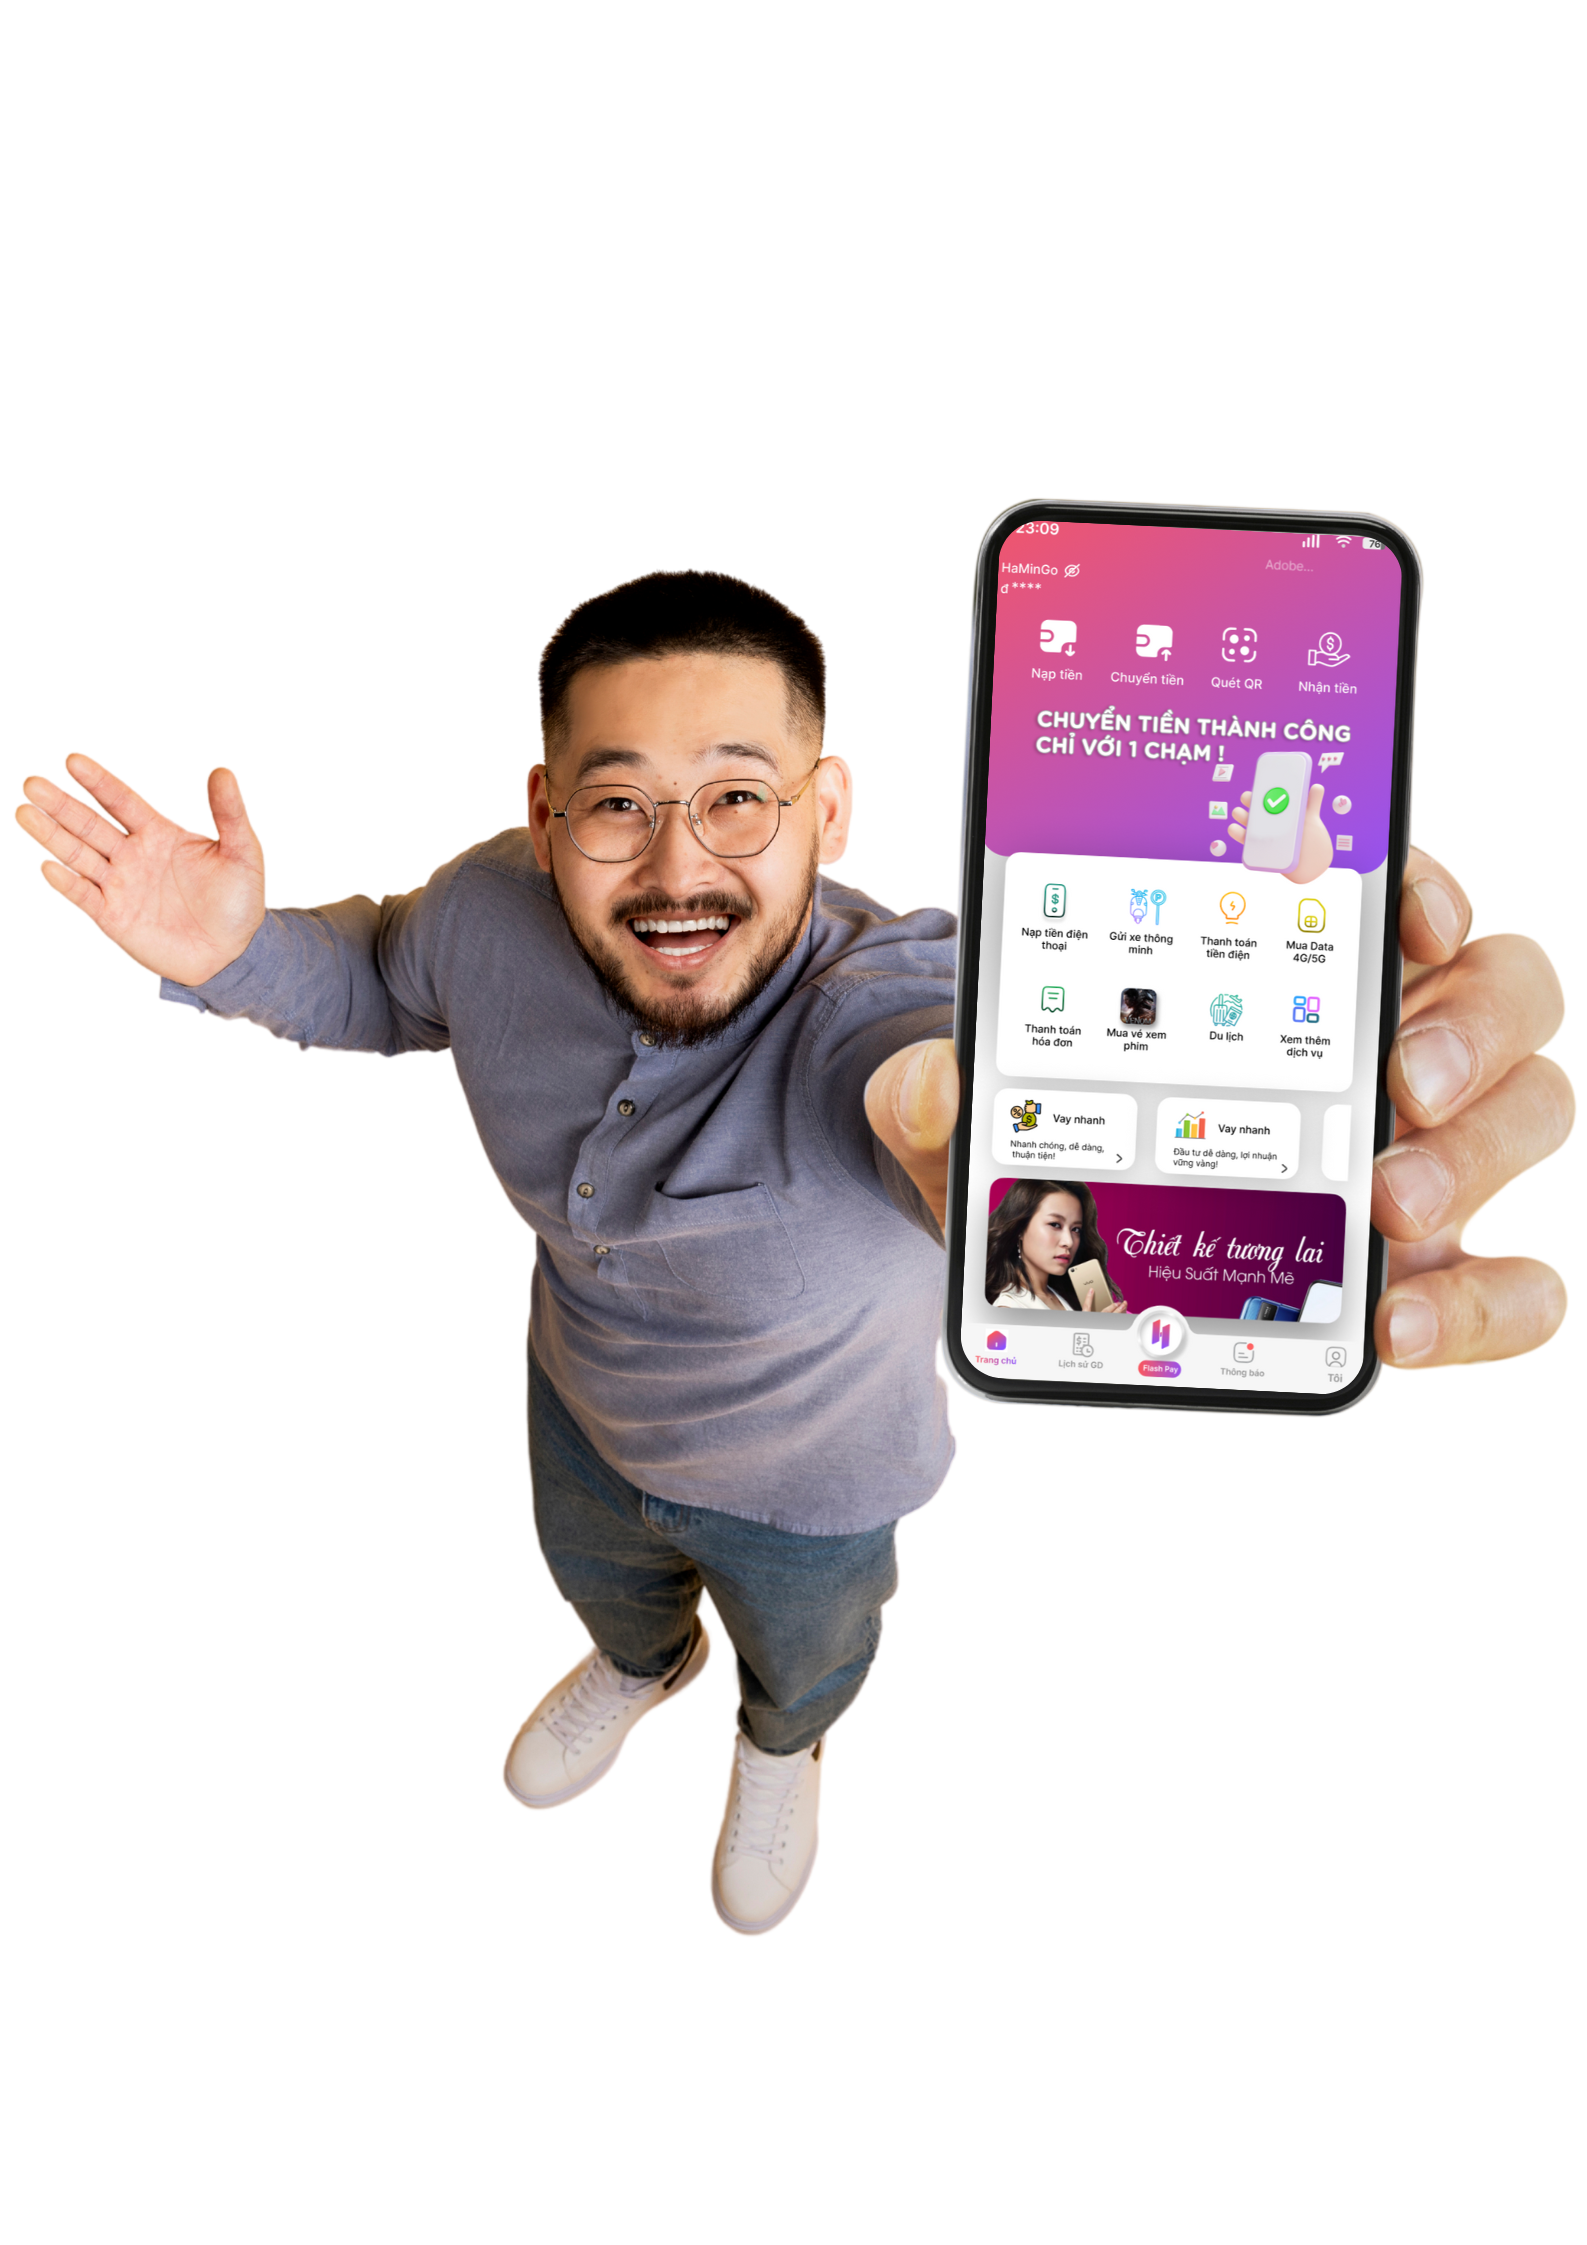 23:09
76
HaMinGo
Adobe...
đ ****
Nạp tiền
Chuyển tiền
Quét QR
Nhận tiền
CHUYỂN TIỀN THÀNH CÔNG
CHỈ VỚI 1 CHẠM !
Nạp tiền điện
thoại
Gửi xe thông
minh
Thanh toán
tiền điện
Mua Data
4G/5G
Thanh toán
hóa đơn
Mua vé xem
phim
Du lịch
Xem thêm
dịch vụ
Vay nhanh
Nhanh chóng, dễ dàng,
thuận tiện!
Vay nhanh
Đầu tư dễ dàng, lợi nhuận
vững vàng!
Thiết kế tương lai
Hiệu Suất Mạnh Mẽ
Trang chủ
Lịch sử GD
Flash Pay
Thông báo
Tôi